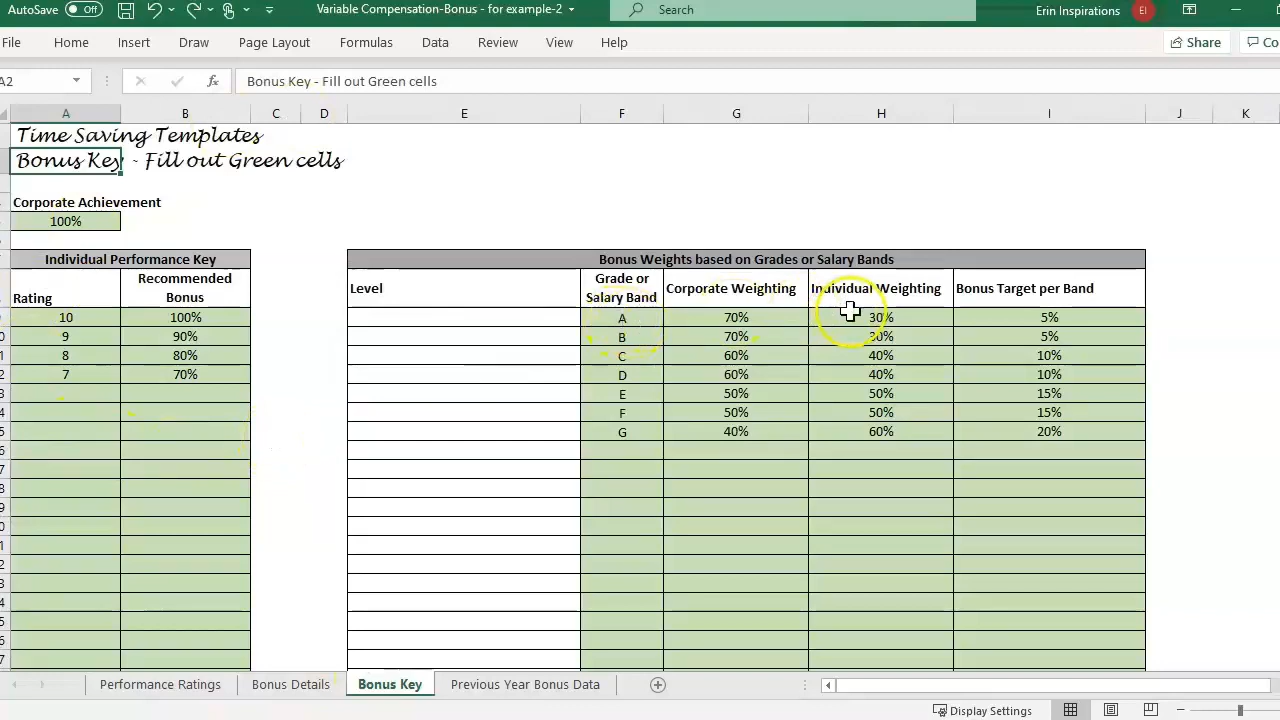 AutoSave Off Variable Compensation-Bonus - for example-2 Search Erin Inspirations EI
File Home Insert Draw Page Layout Formulas Data Review View Help Share Co
A2 fx Bonus Key - Fill out Green cells
A B C D E F G H I J K
Time Saving Templates
Bonus Key - Fill out Green cells
Corporate Achievement
100%
Individual Performance Key Bonus Weights based on Grades or Salary Bands
Rating Recommended Bonus Level Grade or Salary Band Corporate Weighting Individual Weighting Bonus Target per Band
10 100% A 70% 30% 5%
9 90% B 70% 30% 5%
8 80% C 60% 40% 10%
7 70% D 60% 40% 10%
E 50% 50% 15%
F 50% 50% 15%
G 40% 60% 20%
Performance Ratings Bonus Details Bonus Key Previous Year Bonus Data
Display Settings